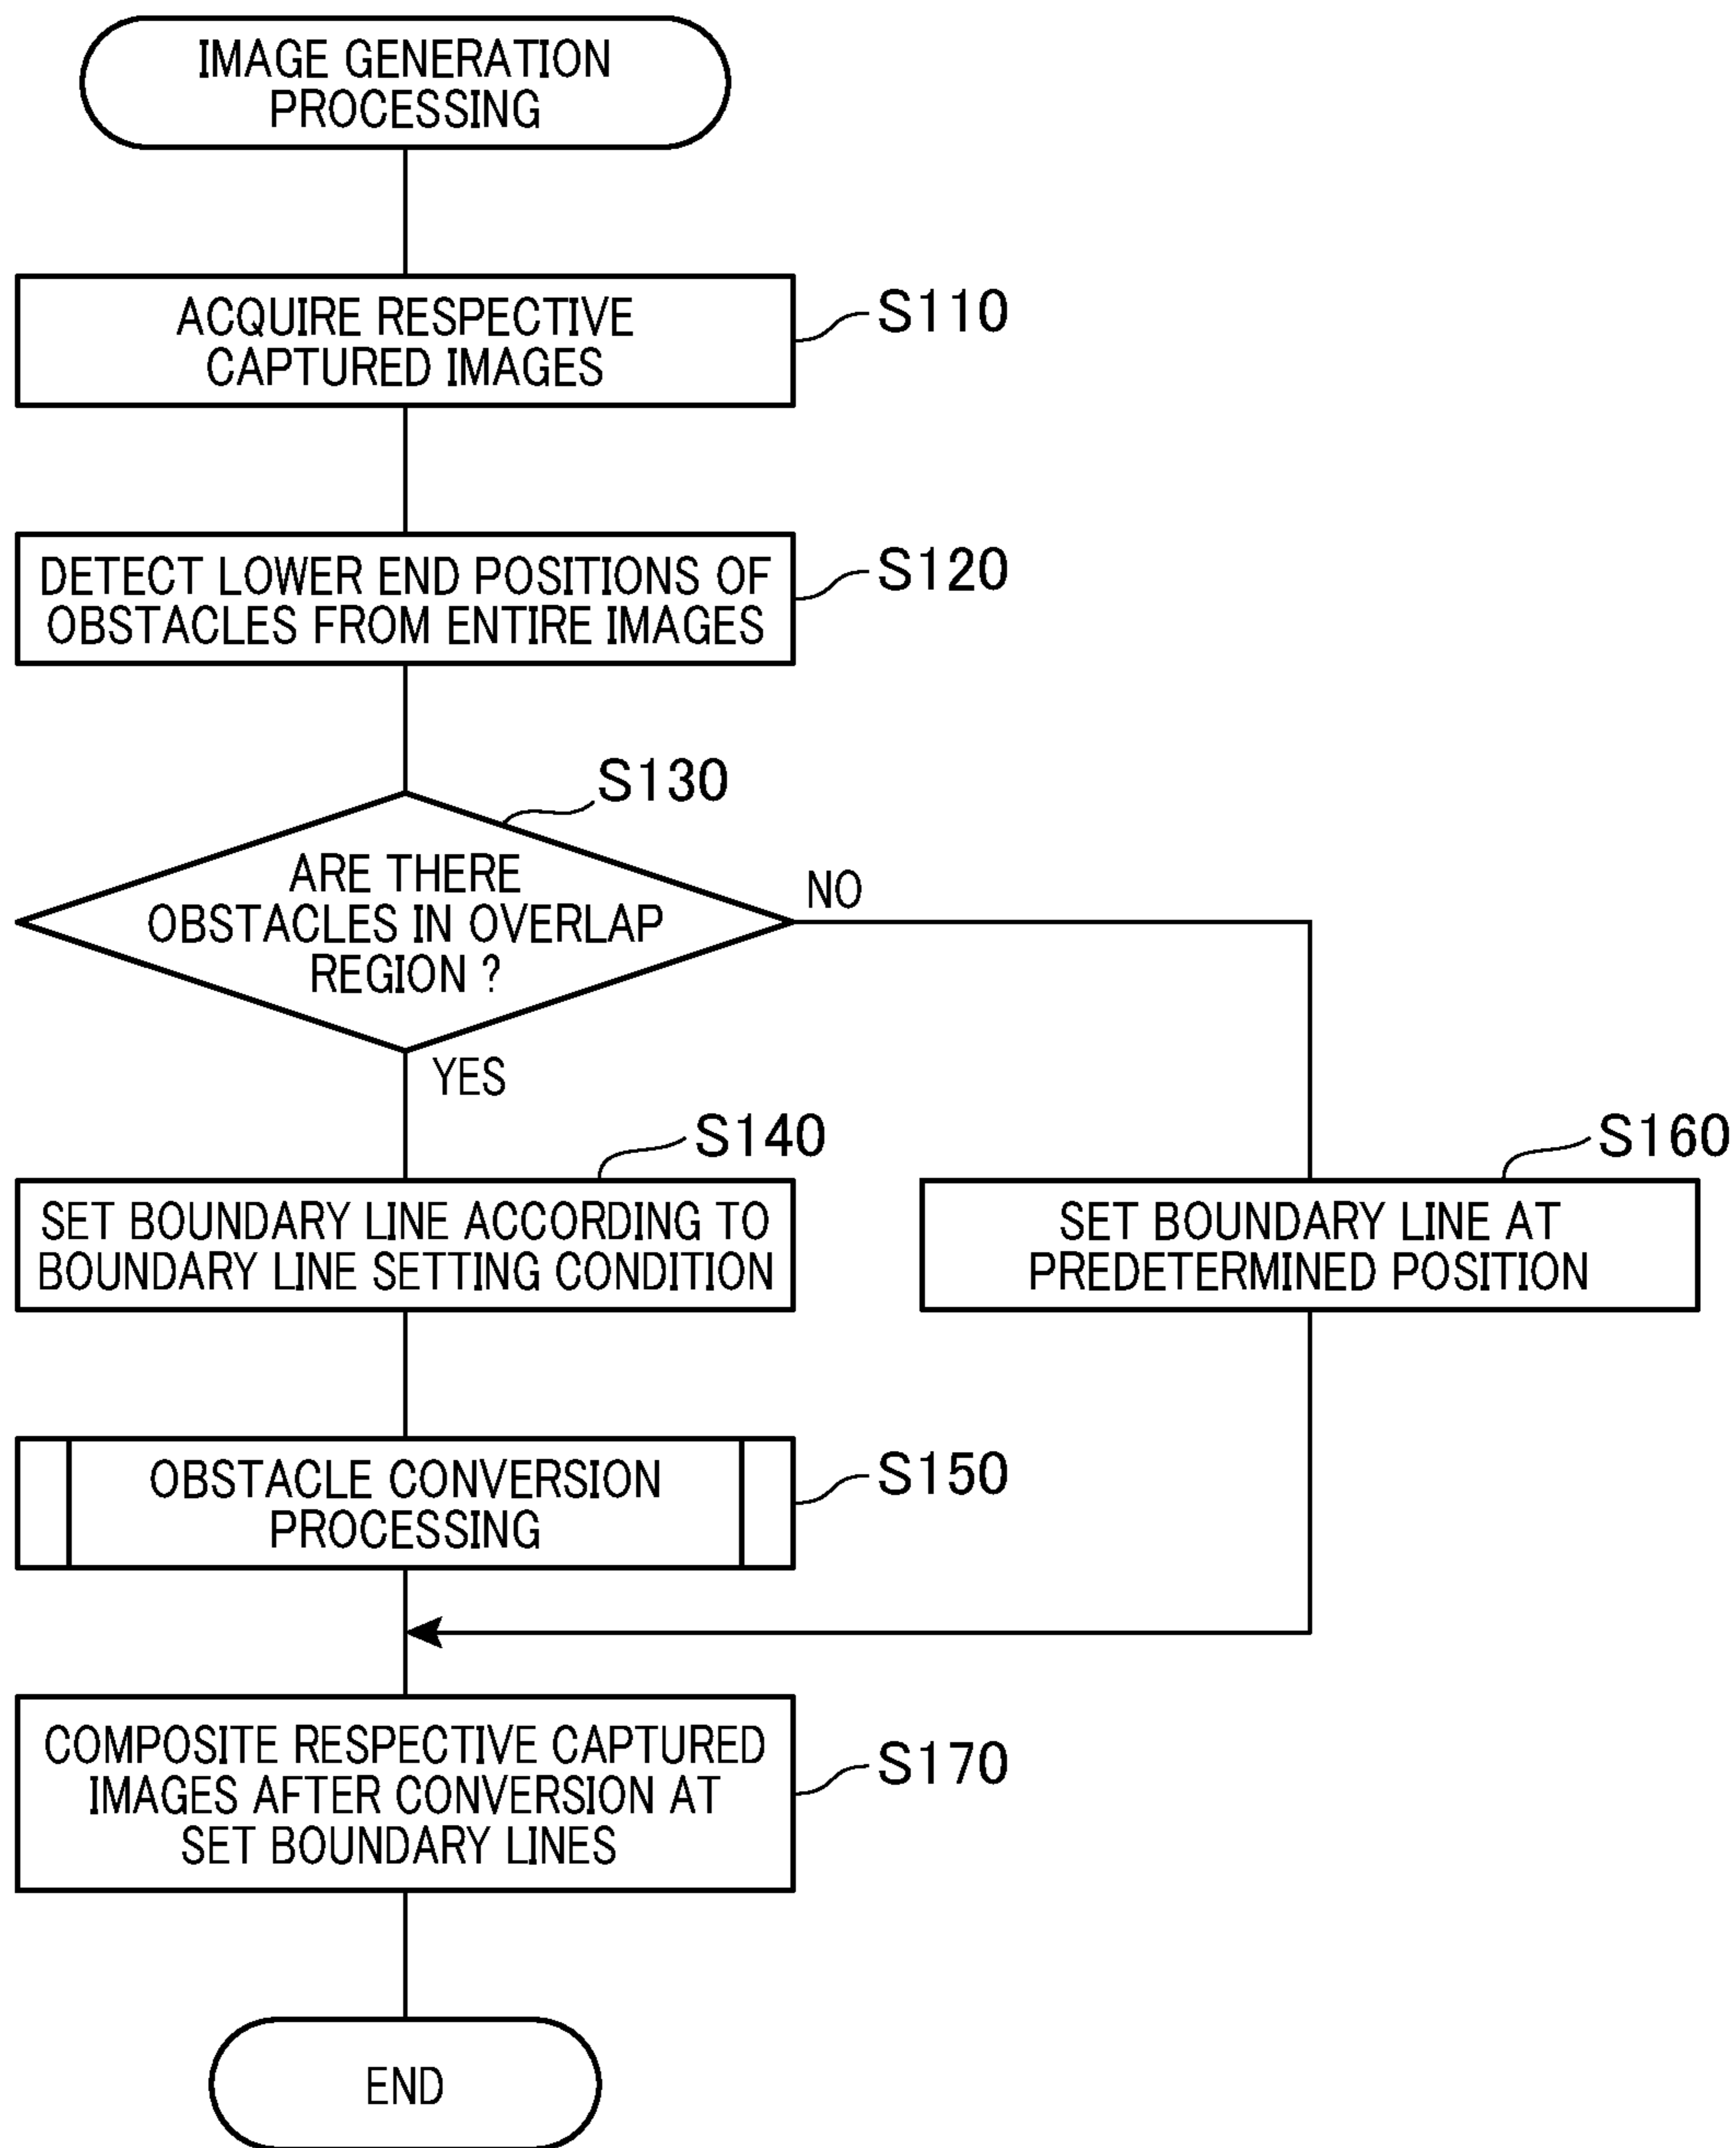 IMAGE GENERATION
PROCESSING
ACQUIRE RESPECTIVE
CAPTURED IMAGES
S110
DETECT LOWER END POSITIONS OF
OBSTACLES FROM ENTIRE IMAGES
S120
S130
ARE THERE
OBSTACLES IN OVERLAP
REGION ?
NO
YES
S140
SET BOUNDARY LINE ACCORDING TO
BOUNDARY LINE SETTING CONDITION
S160
SET BOUNDARY LINE AT
PREDETERMINED POSITION
OBSTACLE CONVERSION
PROCESSING
S150
COMPOSITE RESPECTIVE CAPTURED
IMAGES AFTER CONVERSION AT
SET BOUNDARY LINES
S170
END